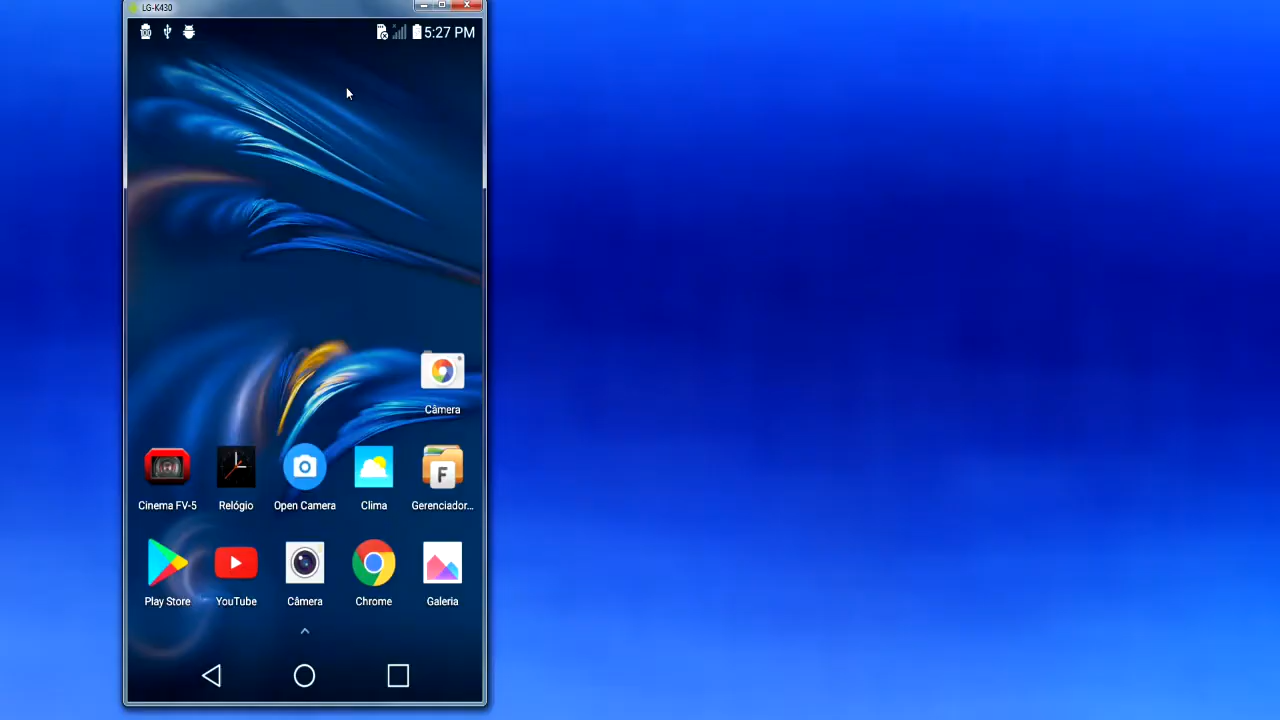 LG-K430
5:27 PM
Câmera
Cinema FV-5
Relógio
Open Camera
Clima
Gerenciador...
F
Play Store
YouTube
Câmera
Chrome
Galeria